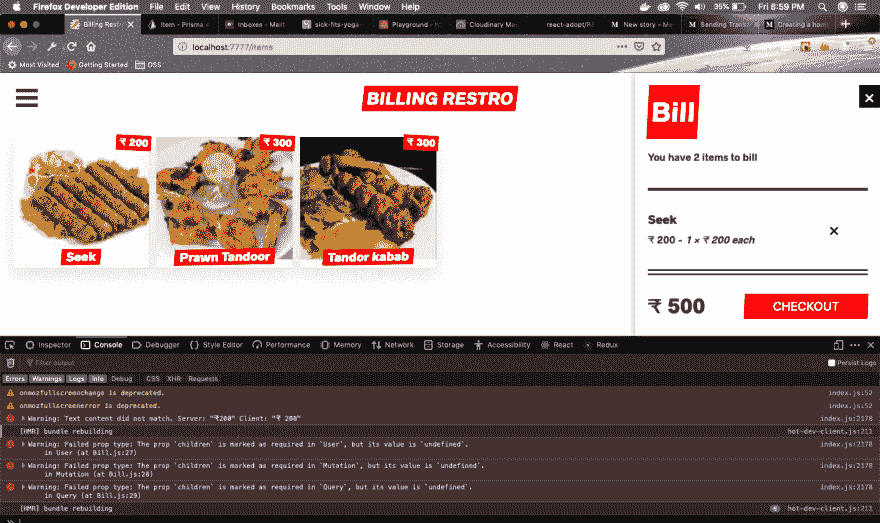 Firefox Developer Edition File Edit View History Bookmarks Tools Window Help 35% Fri 8:59 PM
Billing Restro Item - Prisma Inboxes - Mailt sick-fits-yoga- Playground - Cloudinary Ma react-adopt/RE New story – Me Sending Trans Creating a hom
localhost:7777/items
Most Visited Getting Started DSS
BILLING RESTRO
₹ 200
₹ 300
₹ 300
Seek
Prawn Tandoor
Tandor kabab
Bill
×
You have 2 items to bill
Seek
₹ 200 - 1 × ₹ 200 each
×
₹ 500
CHECKOUT
Inspector Console Debugger {} Style Editor Performance Memory Network Storage Accessibility React Redux
Filter output
Persist Logs
Errors Warnings Logs Info Debug CSS XHR Requests
onmozfullscreenchange is deprecated. index.js:52
onmozfullscreenerror is deprecated. index.js:52
Warning: Text content did not match. Server: "₹200" Client: "₹ 200" index.js:2178
[HMR] bundle rebuilding hot-dev-client.js:211
Warning: Failed prop type: The prop `children` is marked as required in `User`, but its value is `undefined`. index.js:2178
in User (at Bill.js:27)
Warning: Failed prop type: The prop `children` is marked as required in `Mutation`, but its value is `undefined`. index.js:2178
in Mutation (at Bill.js:28)
Warning: Failed prop type: The prop `children` is marked as required in `Query`, but its value is `undefined`. index.js:2178
in Query (at Bill.js:29)
[HMR] bundle rebuilding hot-dev-client.js:211